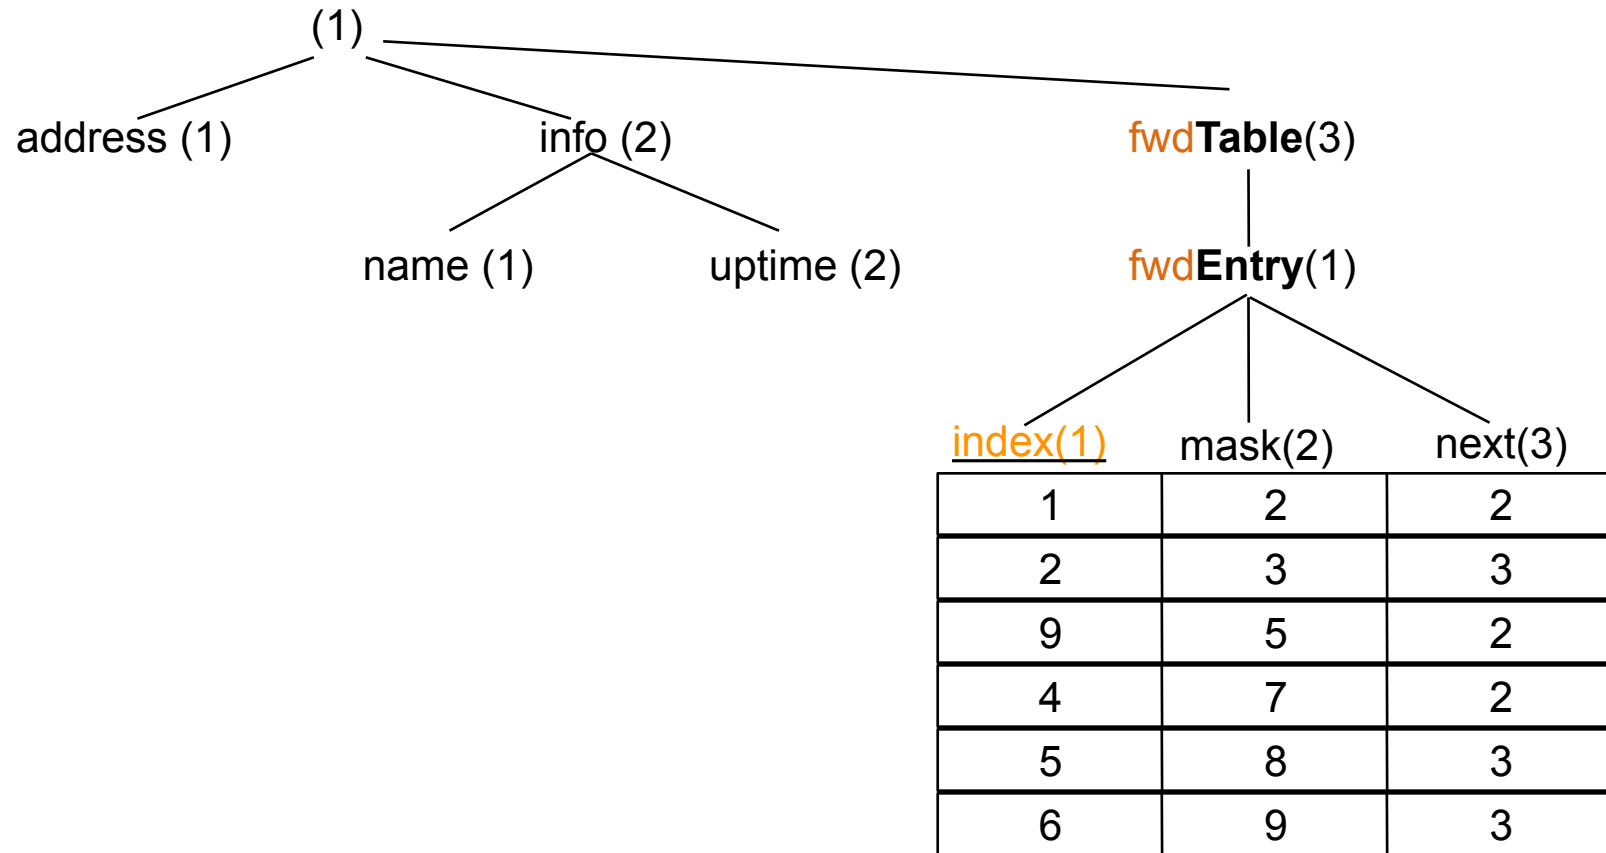 (1)
address (1) info (2) fwdTable(3)
name (1) uptime (2) fwdEntry(1)
index(1) mask(2) next(3)
1 2 2
2 3 3
9 5 2
4 7 2
5 8 3
6 9 3